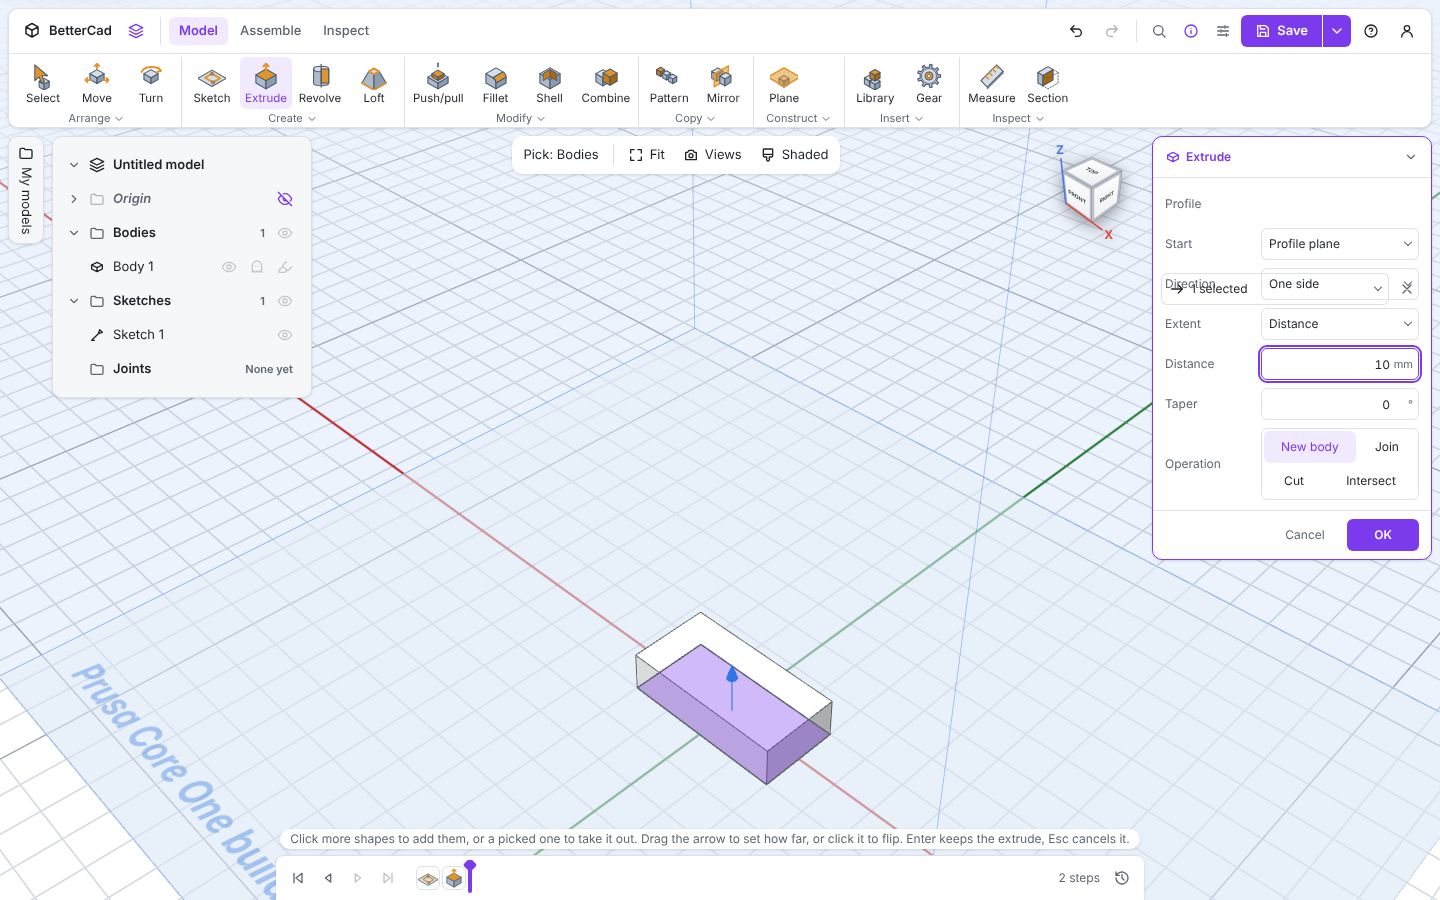 BetterCad
Model
Assemble
Inspect
Save
Select
Move
Turn
Sketch
Extrude
Revolve
Loft
Push/pull
Fillet
Shell
Combine
Pattern
Mirror
Plane
Library
Gear
Measure
Section
Arrange
Create
Modify
Copy
Construct
Insert
Inspect
My models
Untitled model
Origin
Bodies 1
Body 1
Sketches 1
Sketch 1
Joints None yet
Pick: Bodies
Fit
Views
Shaded
Z
TOP
FRONT
RIGHT
X
Extrude
Profile
Start Profile plane
Direction One side
1 selected
Extent Distance
Distance 10 mm
Taper 0 °
Operation
New body Join
Cut Intersect
Cancel OK
Prusa Core One buil
Click more shapes to add them, or a picked one to take it out. Drag the arrow to set how far, or click it to flip. Enter keeps the extrude, Esc cancels it.
2 steps